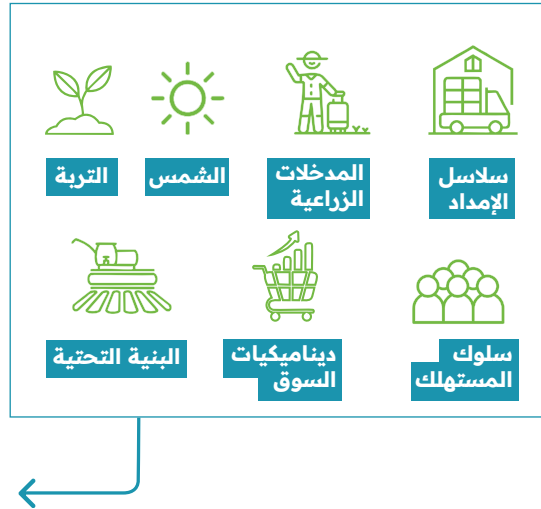 سلاسل
الإمداد
المدخلات
الزراعية
الشمس
التربة
سلوك
المستهلك
ديناميكيات
السوق
البنية التحتية